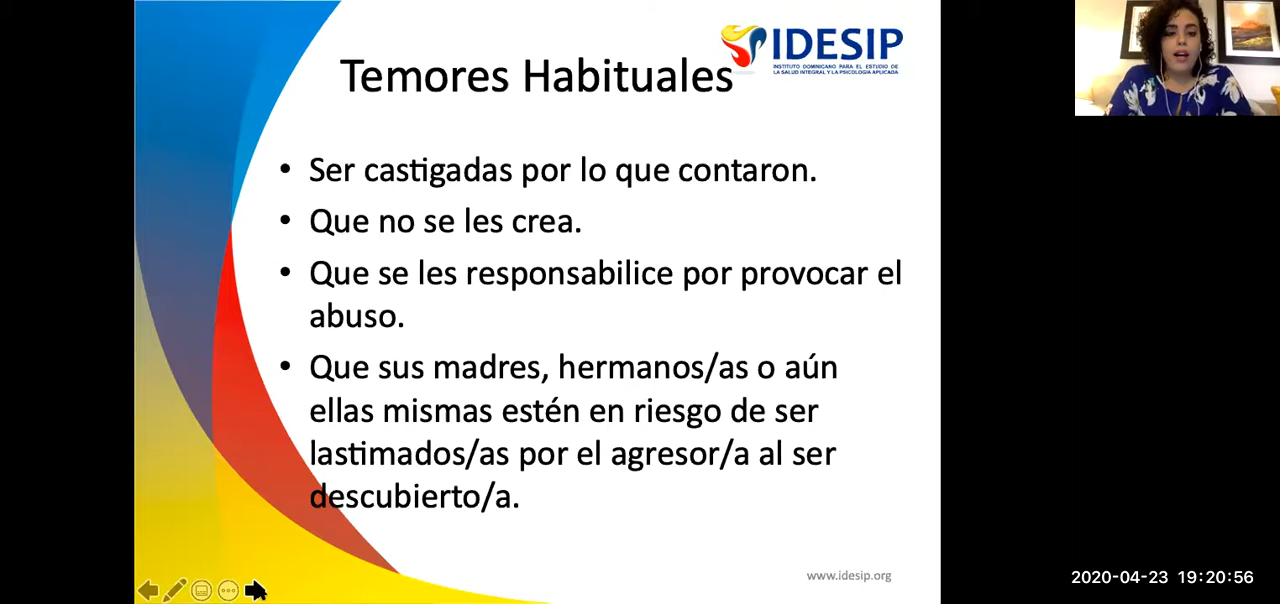 IDESIP
INSTITUTO DOMINICANO PARA EL ESTUDIO DE
LA SALUD INTEGRAL Y LA PSICOLOGÍA APLICADA
Temores Habituales
• Ser castigadas por lo que contaron.
• Que no se les crea.
• Que se les responsabilice por provocar el
abuso.
• Que sus madres, hermanos/as o aún
ellas mismas estén en riesgo de ser
lastimados/as por el agresor/a al ser
descubierto/a.
www.idesip.org
2020-04-23 19:20:56